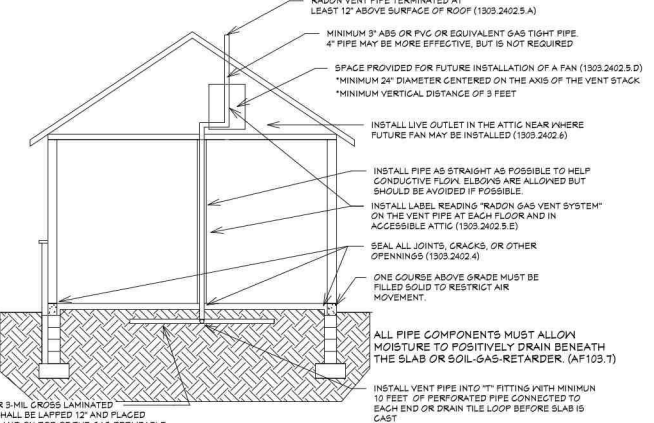 RADON VENT PIPE TERMINATED AT
LEAST 12" ABOVE SURFACE OF ROOF (1303.2402.5.A)
MINIMUM 3" ABS OR PVC OR EQUIVALENT GAS TIGHT PIPE.
4" PIPE MAY BE MORE EFFECTIVE, BUT IS NOT REQUIRED
SPACE PROVIDED FOR FUTURE INSTALLATION OF A FAN (1303.2402.5.D)
*MINIMUM 24" DIAMETER CENTERED ON THE AXIS OF THE VENT STACK
*MINIMUM VERTICAL DISTANCE OF 3 FEET
INSTALL LIVE OUTLET IN THE ATTIC NEAR WHERE
FUTURE FAN MAY BE INSTALLED (1303.2402.6)
INSTALL PIPE AS STRAIGHT AS POSSIBLE TO HELP
CONDUCTIVE FLOW. ELBOWS ARE ALLOWED BUT
SHOULD BE AVOIDED IF POSSIBLE.
INSTALL LABEL READING "RADON GAS VENT SYSTEM"
ON THE VENT PIPE AT EACH FLOOR AND IN
ACCESSIBLE ATTIC (1303.2402.5.E)
SEAL ALL JOINTS, CRACKS, OR OTHER
OPENNINGS (1303.2402.4)
ONE COURSE ABOVE GRADE MUST BE
FILLED SOLID TO RESTRICT AIR
MOVEMENT.
ALL PIPE COMPONENTS MUST ALLOW
MOISTURE TO POSITIVELY DRAIN BENEATH
THE SLAB OR SOIL-GAS-RETARDER. (AF103.7)
INSTALL VENT PIPE INTO "T" FITTING WITH MINIMUN
10 FEET OF PERFORATED PIPE CONNECTED TO
EACH END OR DRAIN TILE LOOP BEFORE SLAB IS
CAST
R 3-MIL CROSS LAMINATED
HALL BE LAPPED 12" AND PLACED